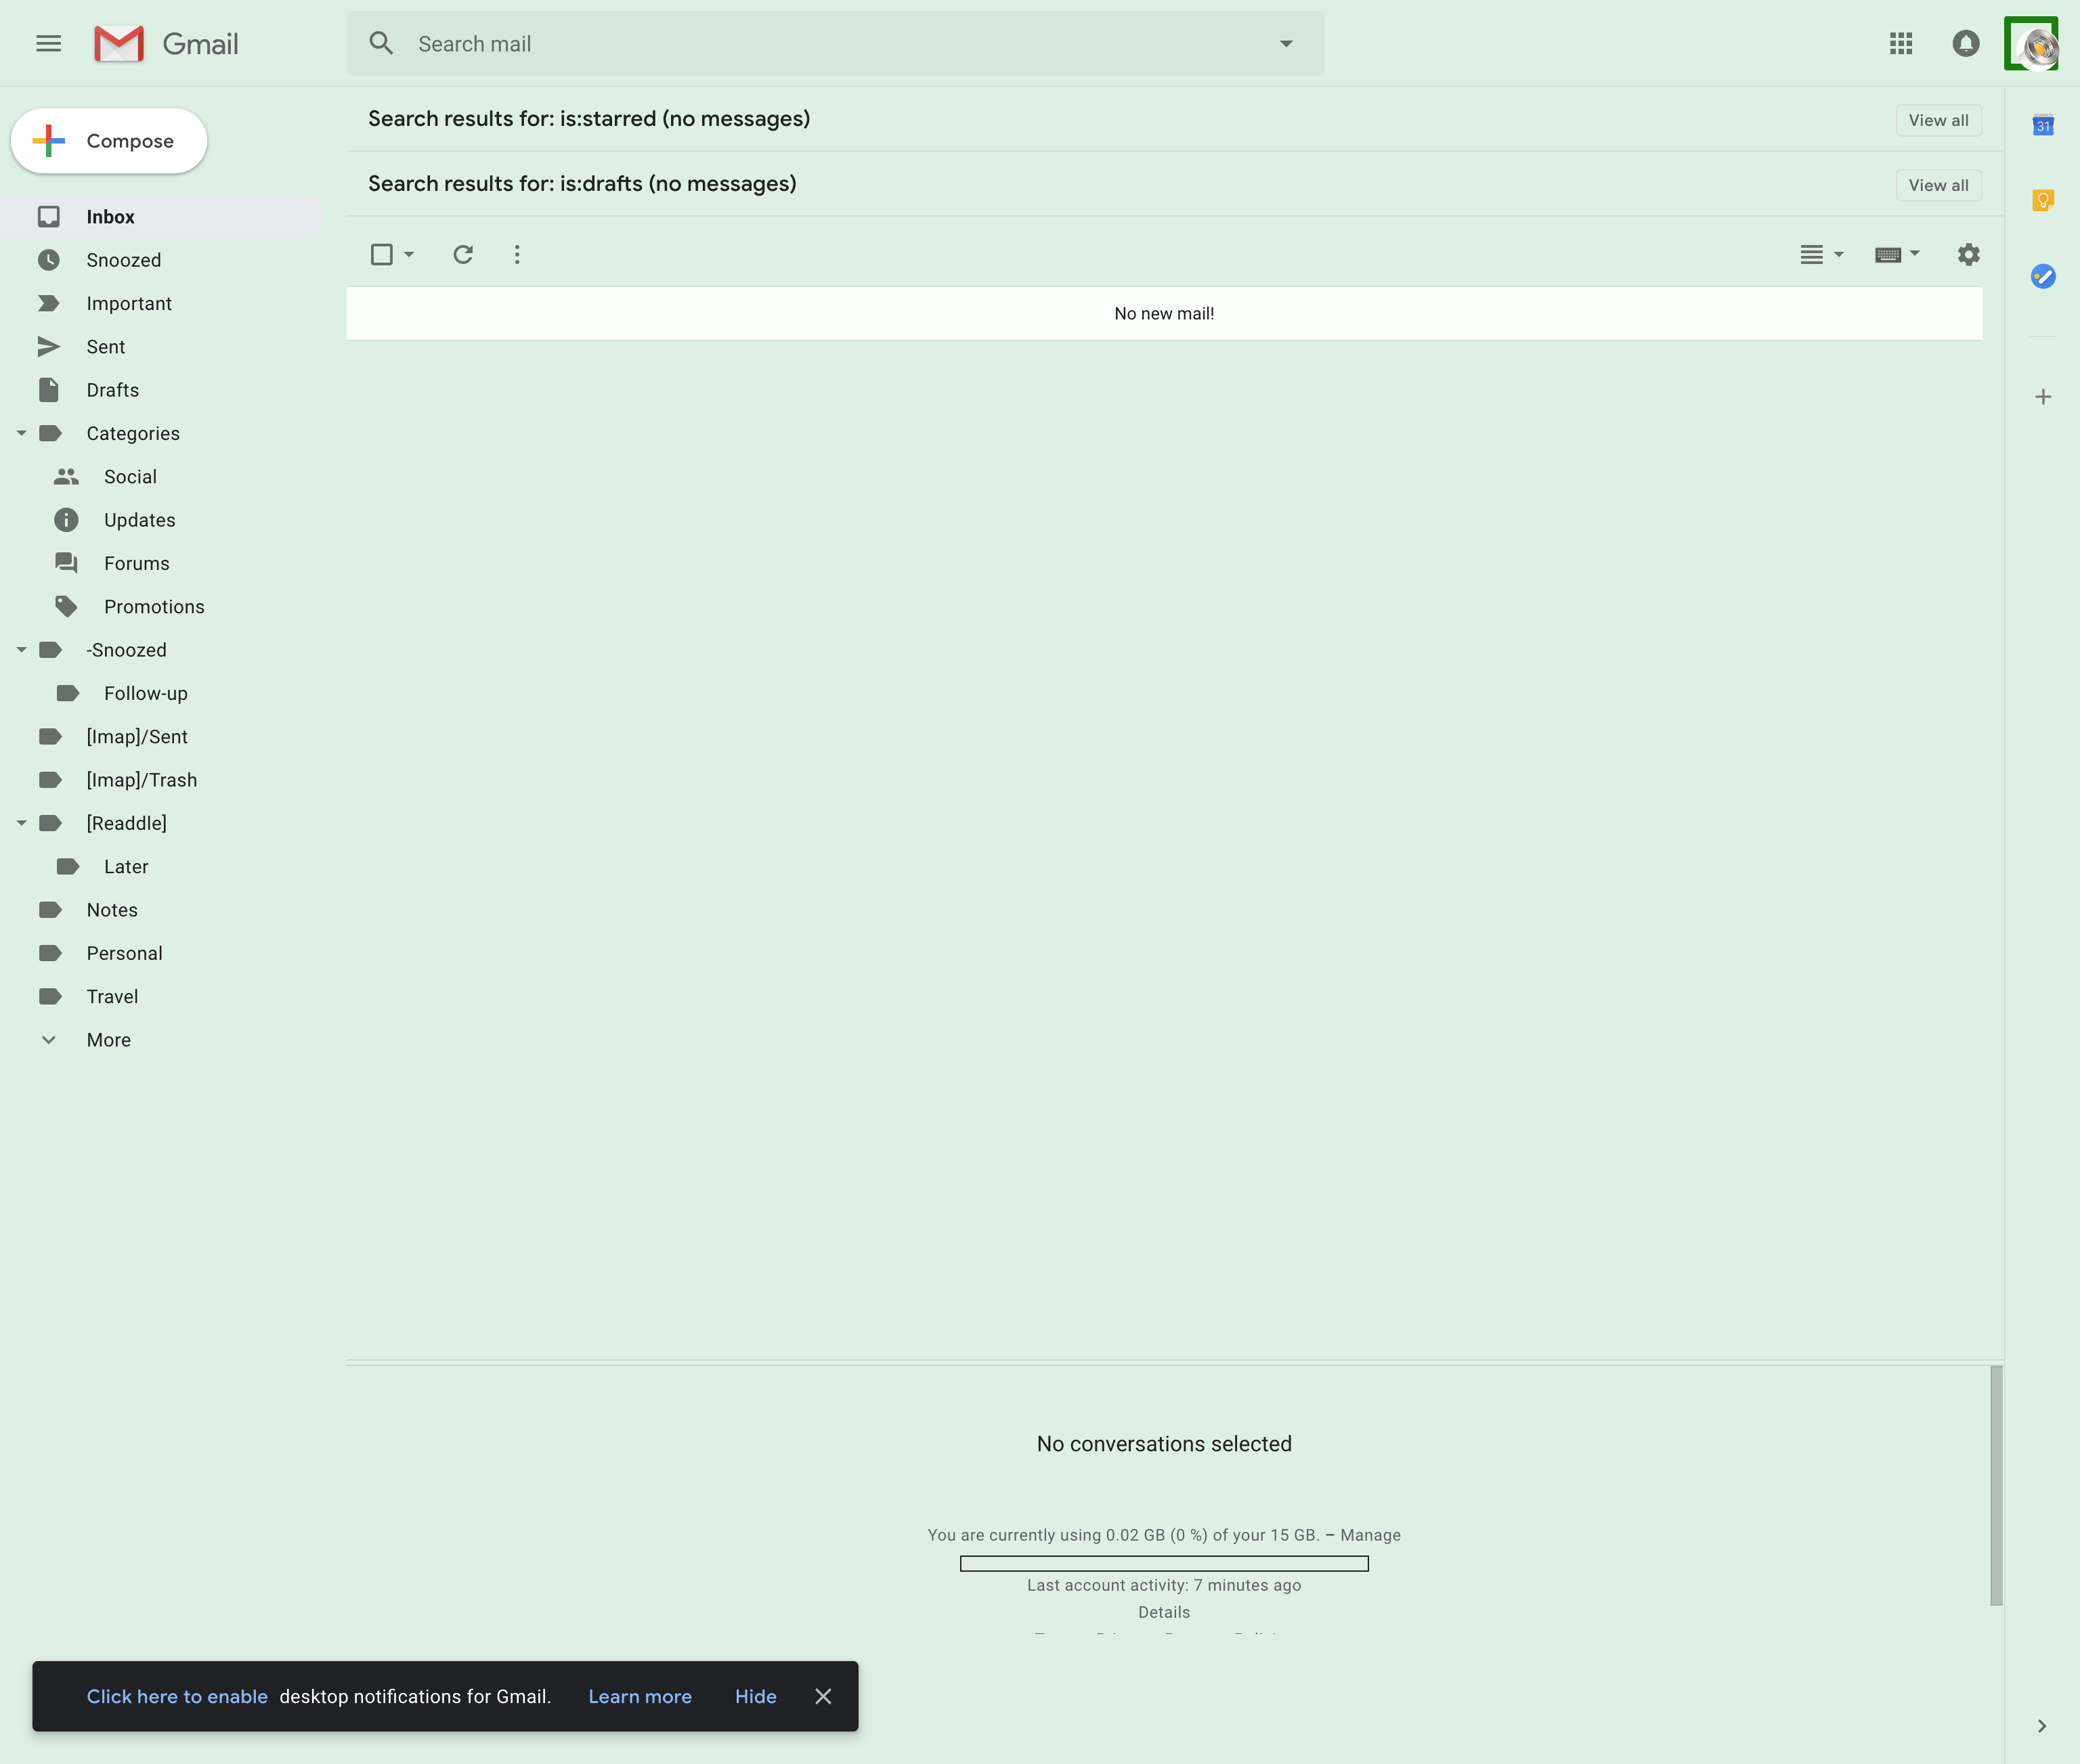 Gmail
Search mail
Compose
Search results for: is:starred (no messages)
View all
31
Search results for: is:drafts (no messages)
View all
Inbox
Snoozed
Important
Sent
Drafts
Categories
Social
Updates
Forums
Promotions
-Snoozed
Follow-up
[Imap]/Sent
[Imap]/Trash
[Readdle]
Later
Notes
Personal
Travel
More
No new mail!
No conversations selected
You are currently using 0.02 GB (0 %) of your 15 GB. – Manage
Last account activity: 7 minutes ago
Details
Click here to enable desktop notifications for Gmail. Learn more Hide